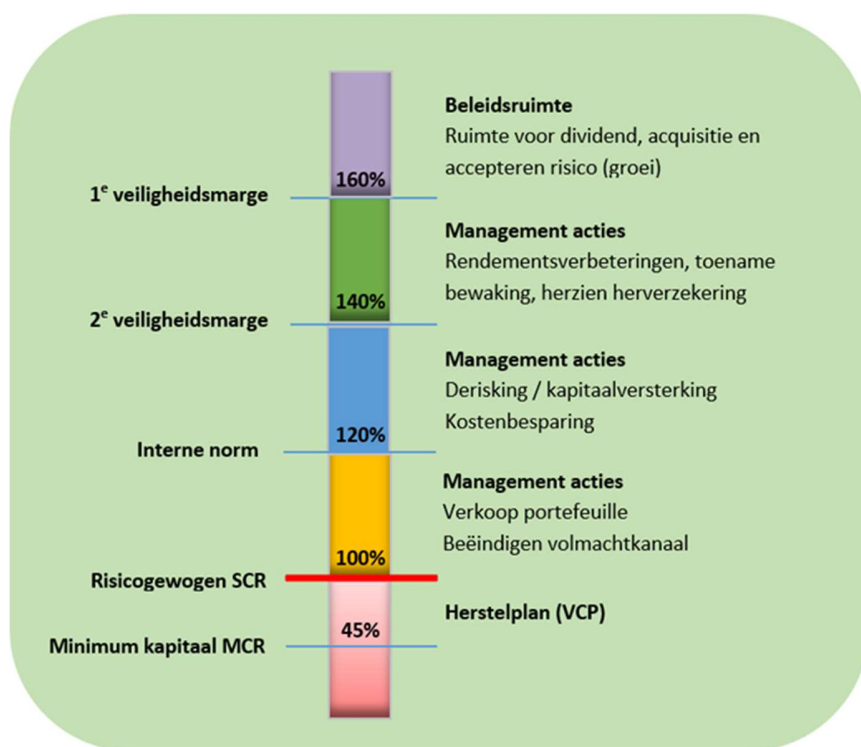 Beleidsruimte
Ruimte voor dividend, acquisitie en
accepteren risico (groei)
160%
1e veiligheidsmarge
Management acties
Rendementsverbeteringen, toename
bewaking, herzien herverzekering
140%
2e veiligheidsmarge
Management acties
Derisking / kapitaalversterking
Kostenbesparing
120%
Interne norm
Management acties
Verkoop portefeuille
Beëindigen volmachtkanaal
100%
Risicogewogen SCR
Herstelplan (VCP)
45%
Minimum kapitaal MCR